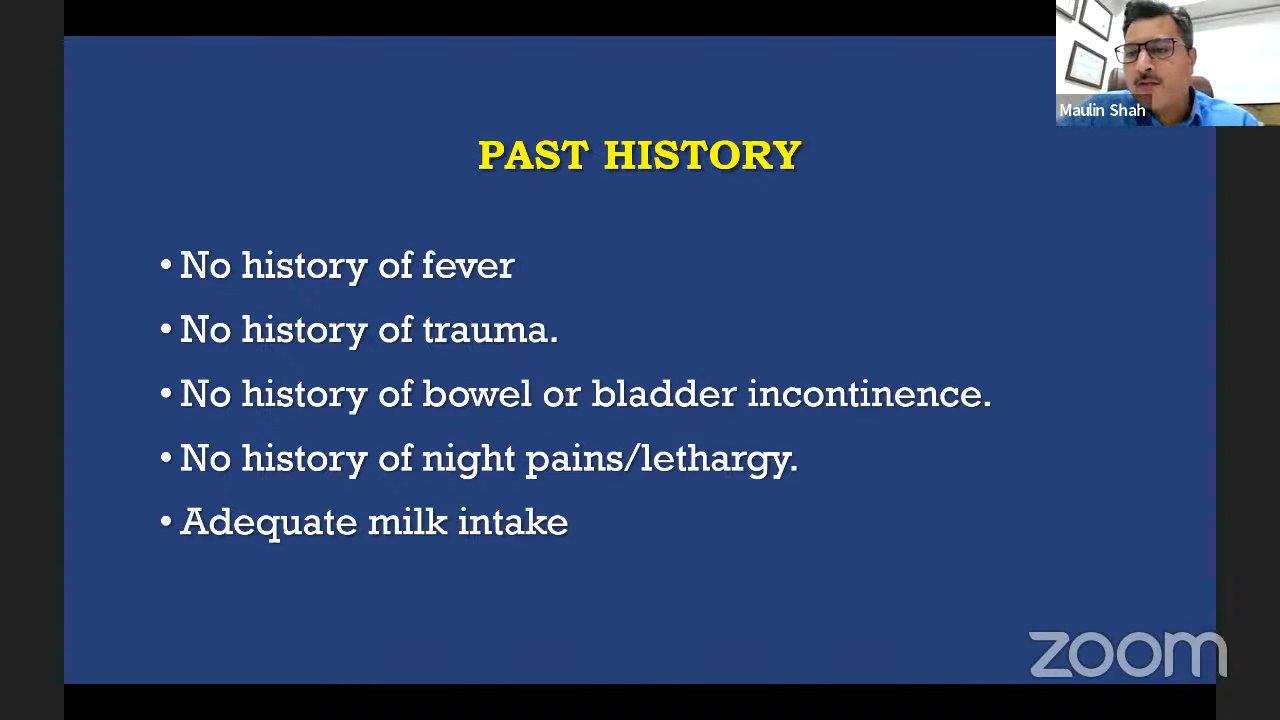 Maulin Shah
PAST HISTORY
• No history of fever
• No history of trauma.
• No history of bowel or bladder incontinence.
• No history of night pains/lethargy.
• Adequate milk intake
zoom